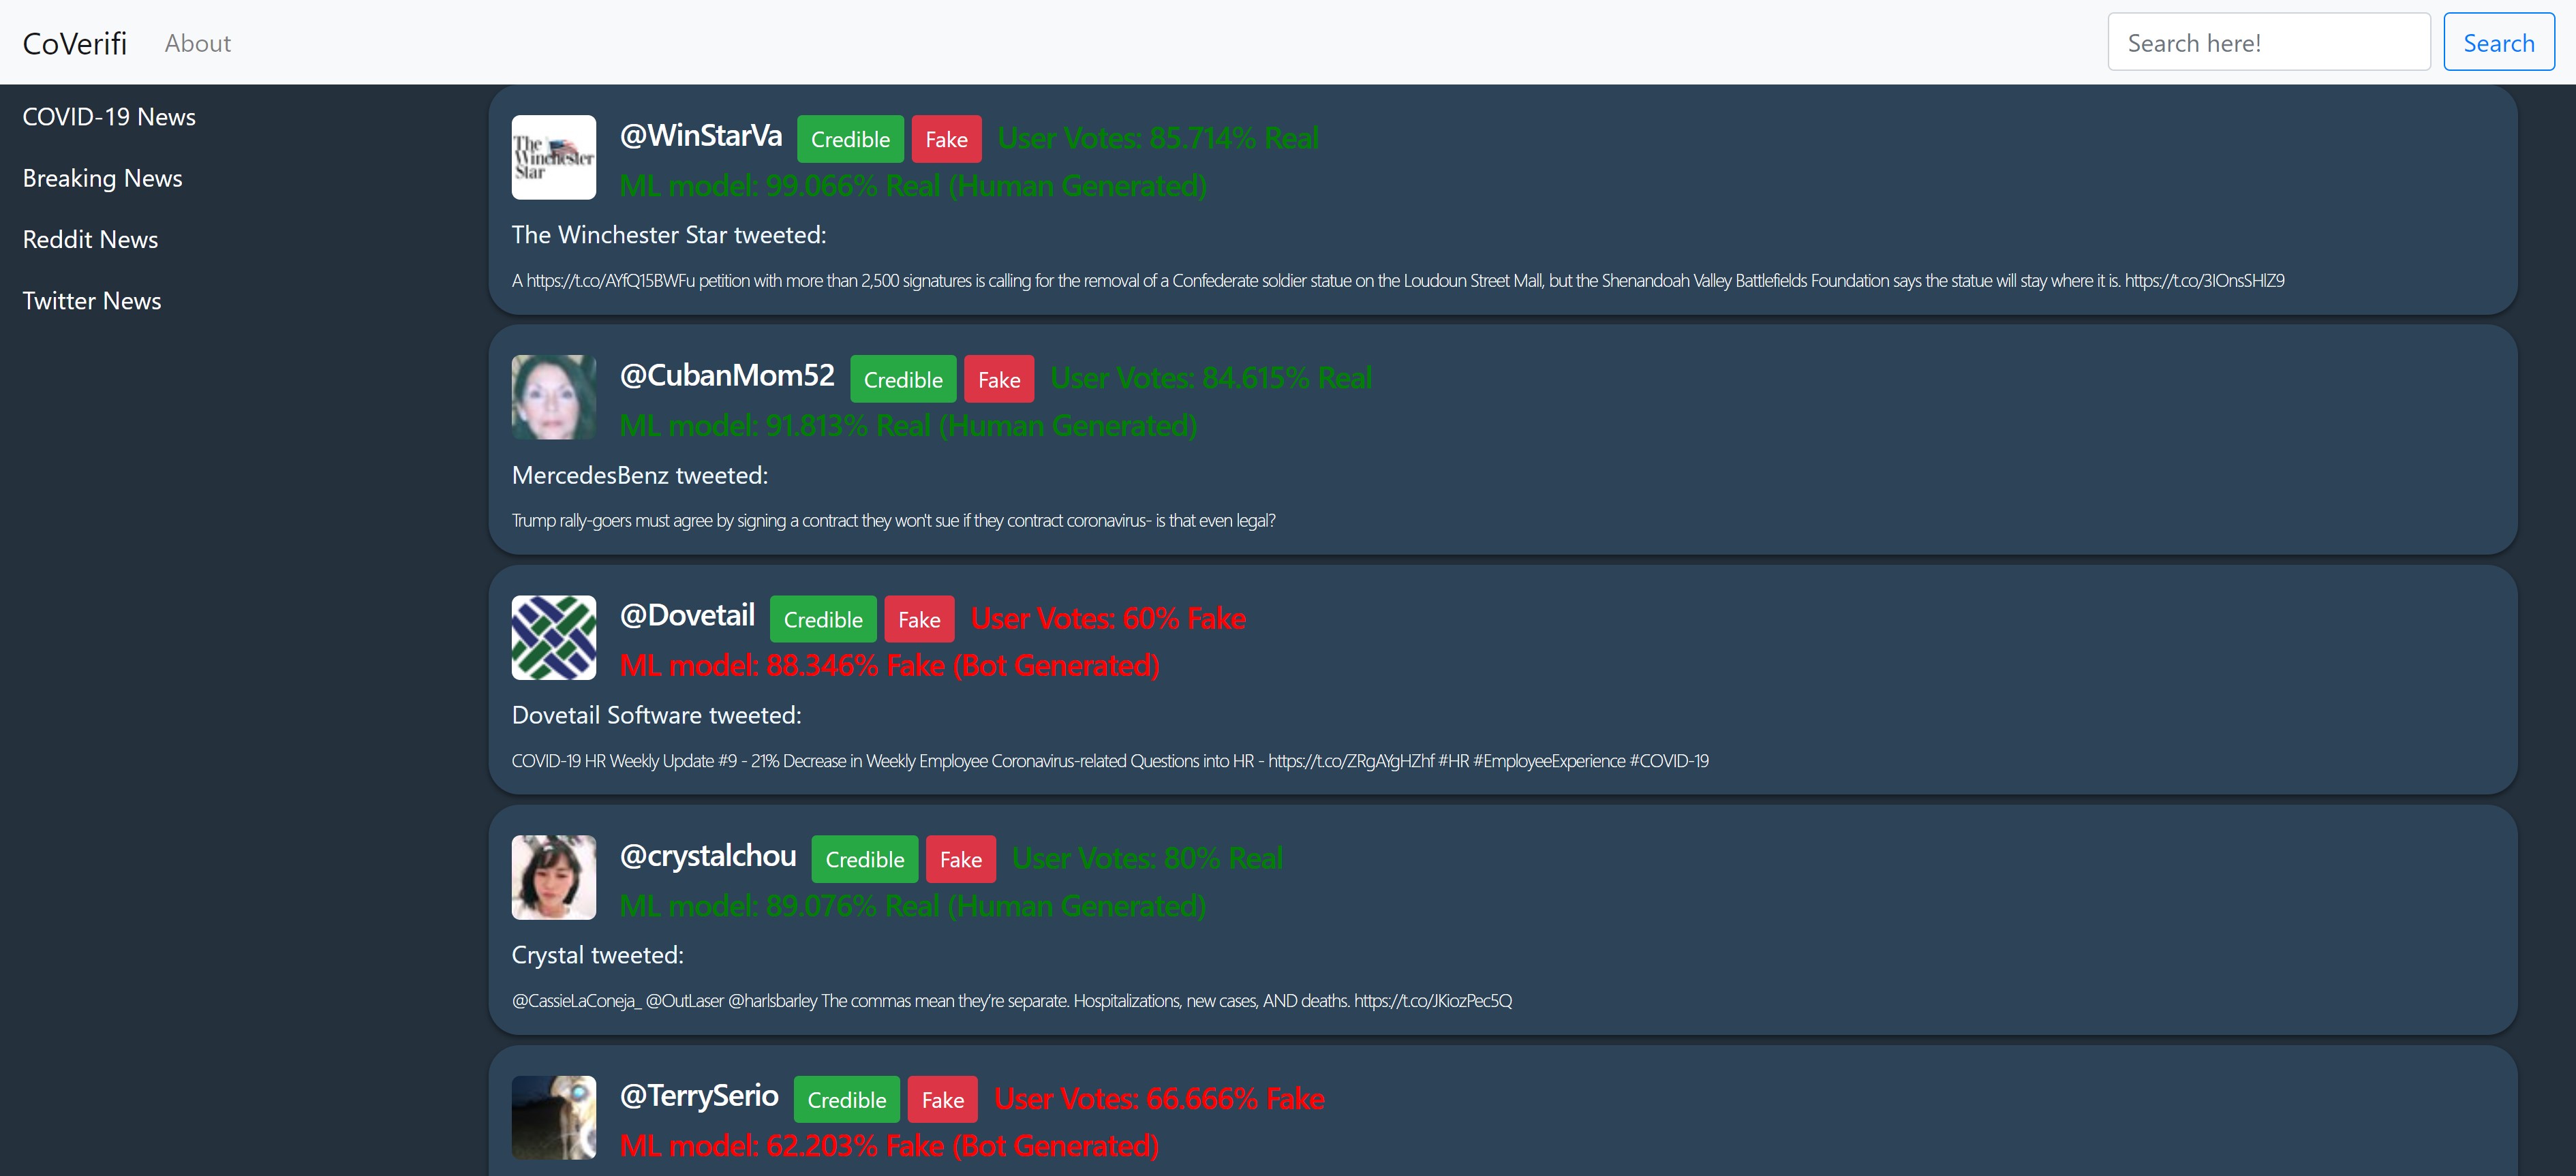 CoVerifi About Search here! Search
COVID-19 News
Breaking News
Reddit News
Twitter News
The Winchester Star
@WinStarVa Credible Fake User Votes: 85.714% Real
ML model: 99.066% Real (Human Generated)
The Winchester Star tweeted:
A https://t.co/AYfQ15BWFu petition with more than 2,500 signatures is calling for the removal of a Confederate soldier statue on the Loudoun Street Mall, but the Shenandoah Valley Battlefields Foundation says the statue will stay where it is. https://t.co/3IOnsSHlZ9
@CubanMom52 Credible Fake User Votes: 84.615% Real
ML model: 91.813% Real (Human Generated)
MercedesBenz tweeted:
Trump rally-goers must agree by signing a contract they won't sue if they contract coronavirus- is that even legal?
@Dovetail Credible Fake User Votes: 60% Fake
ML model: 88.346% Fake (Bot Generated)
Dovetail Software tweeted:
COVID-19 HR Weekly Update #9 - 21% Decrease in Weekly Employee Coronavirus-related Questions into HR - https://t.co/ZRgAYgHZhf #HR #EmployeeExperience #COVID-19
@crystalchou Credible Fake User Votes: 80% Real
ML model: 89.076% Real (Human Generated)
Crystal tweeted:
@CassieLaConeja_ @OutLaser @harlsbarley The commas mean they’re separate. Hospitalizations, new cases, AND deaths. https://t.co/JKiozPec5Q
@TerrySerio Credible Fake User Votes: 66.666% Fake
ML model: 62.203% Fake (Bot Generated)